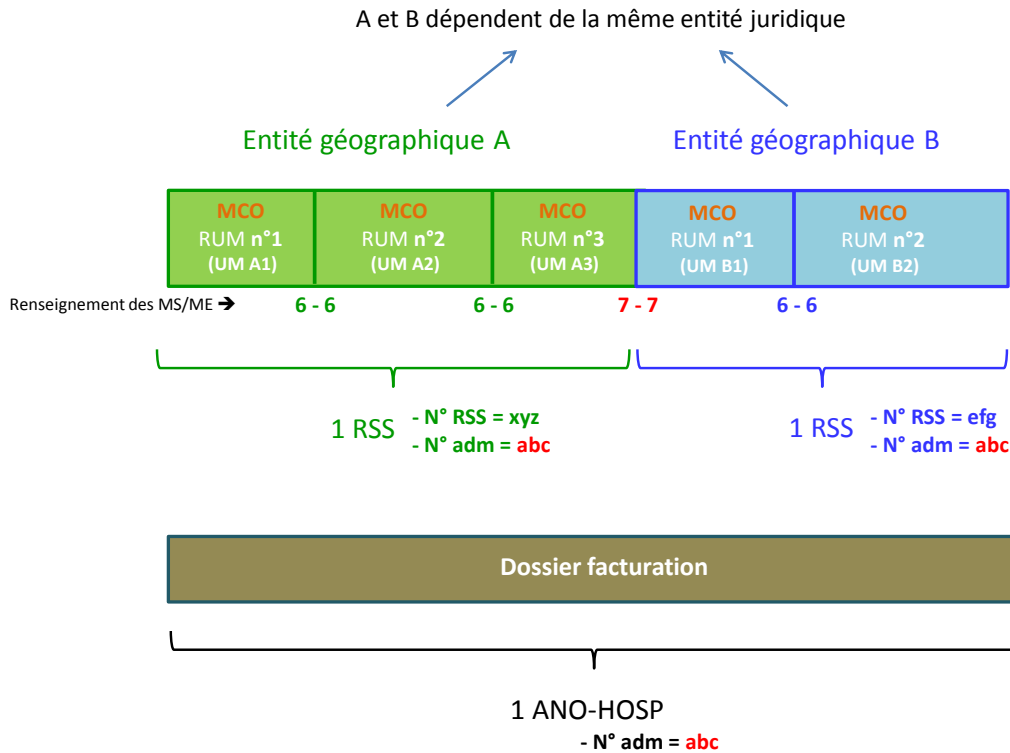 A et B dépendent de la même entité juridique
Entité géographique A
Entité géographique B
MCO
RUM n°1
(UM A1)
MCO
RUM n°2
(UM A2)
MCO
RUM n°3
(UM A3)
MCO
RUM n°1
(UM B1)
MCO
RUM n°2
(UM B2)
Renseignement des MS/ME ➔
6 - 6
6 - 6
7 - 7
6 - 6
1 RSS
- N° RSS = xyz
- N° adm = abc
1 RSS
- N° RSS = efg
- N° adm = abc
Dossier facturation
1 ANO-HOSP
- N° adm = abc